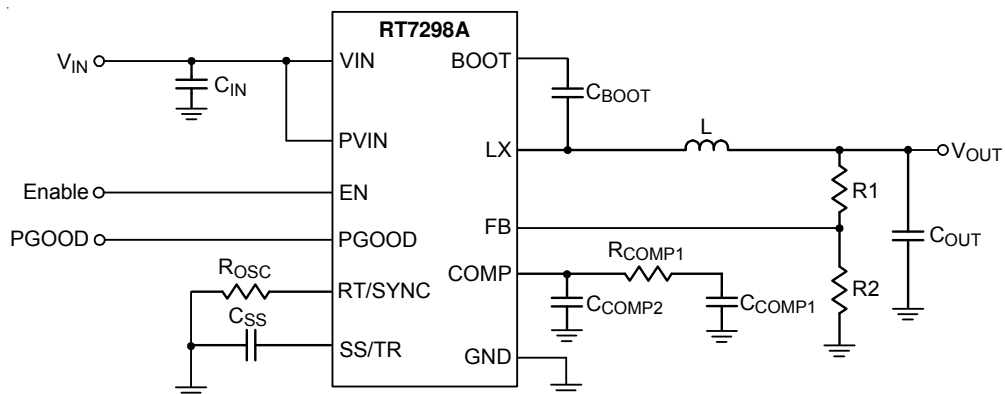 RT7298A
VIN
VIN
BOOT
CIN
CBOOT
PVIN
LX
L
VOUT
Enable
EN
R1
PGOOD
PGOOD
FB
COUT
ROSC
RT/SYNC
COMP
RCOMP1
R2
CSS
SS/TR
CCOMP2
CCOMP1
GND